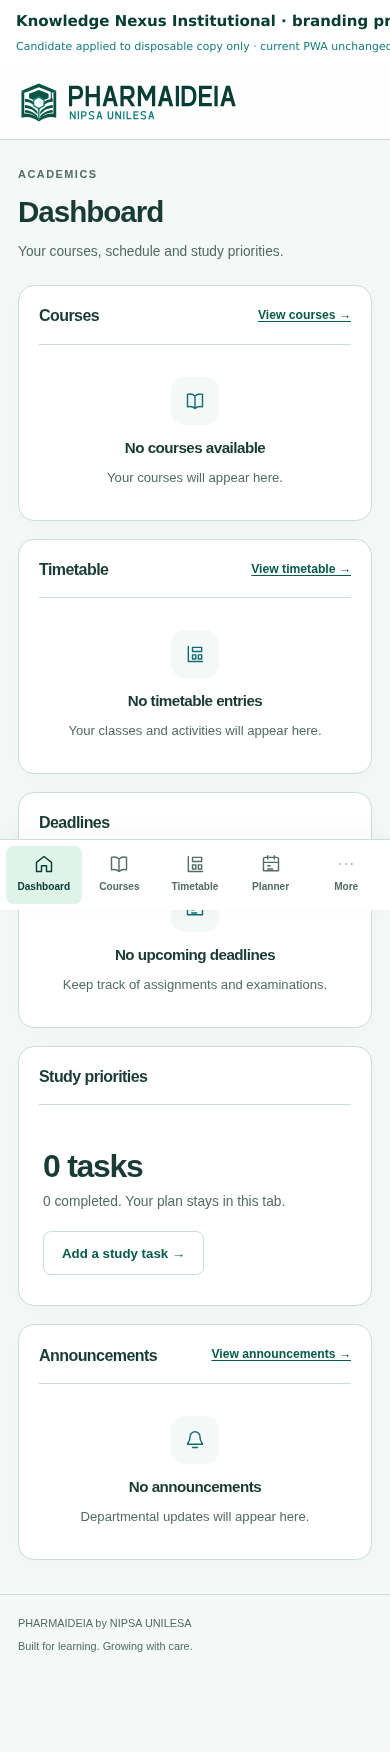 Knowledge Nexus Institutional · branding pr
Candidate applied to disposable copy only · current PWA unchanged
PHARMAIDEIA
NIPSA UNILESA
ACADEMICS
Dashboard
Your courses, schedule and study priorities.
Courses
View courses →
No courses available
Your courses will appear here.
Timetable
View timetable →
No timetable entries
Your classes and activities will appear here.
Deadlines
Dashboard
Courses
Timetable
Planner
More
No upcoming deadlines
Keep track of assignments and examinations.
Study priorities
0 tasks
0 completed. Your plan stays in this tab.
Add a study task →
Announcements
View announcements →
No announcements
Departmental updates will appear here.
PHARMAIDEIA by NIPSA UNILESA
Built for learning. Growing with care.